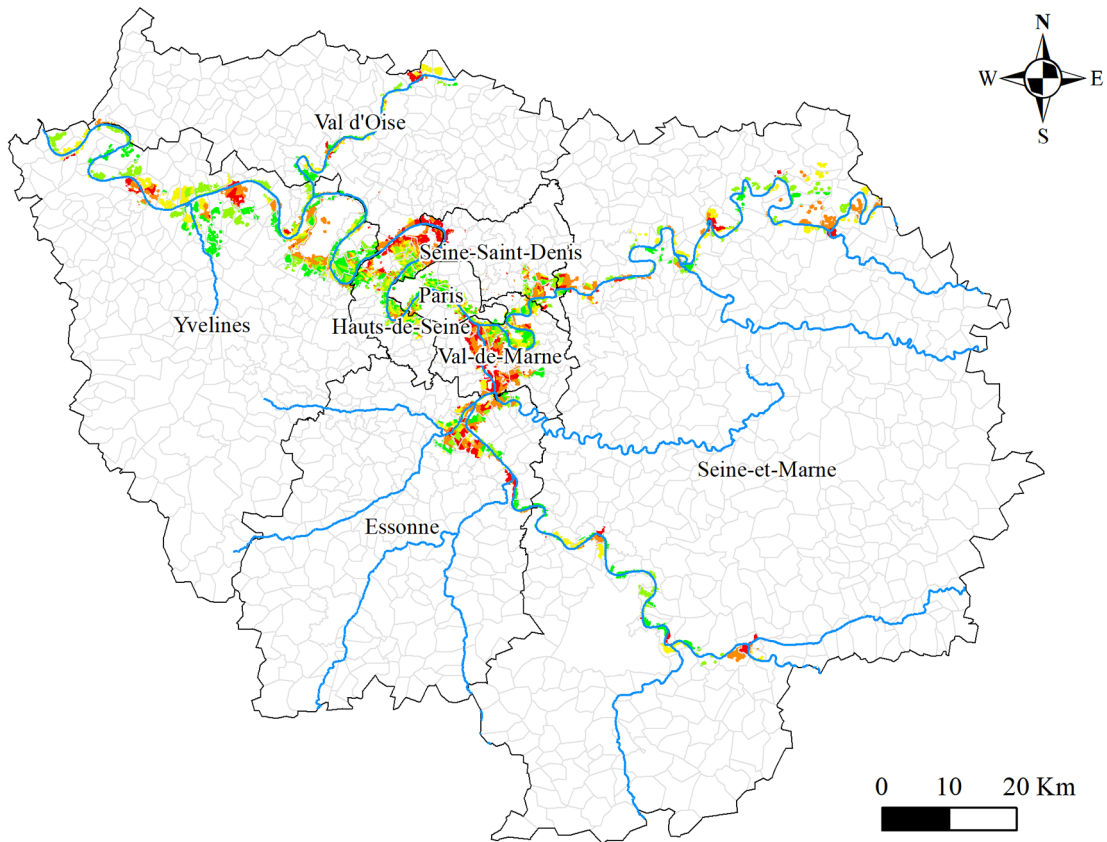 N
W E
S
Val d'Oise
Seine-Saint-Denis
Paris
Yvelines
Hauts-de-Seine
Val-de-Marne
Seine-et-Marne
Essonne
0 10 20 Km